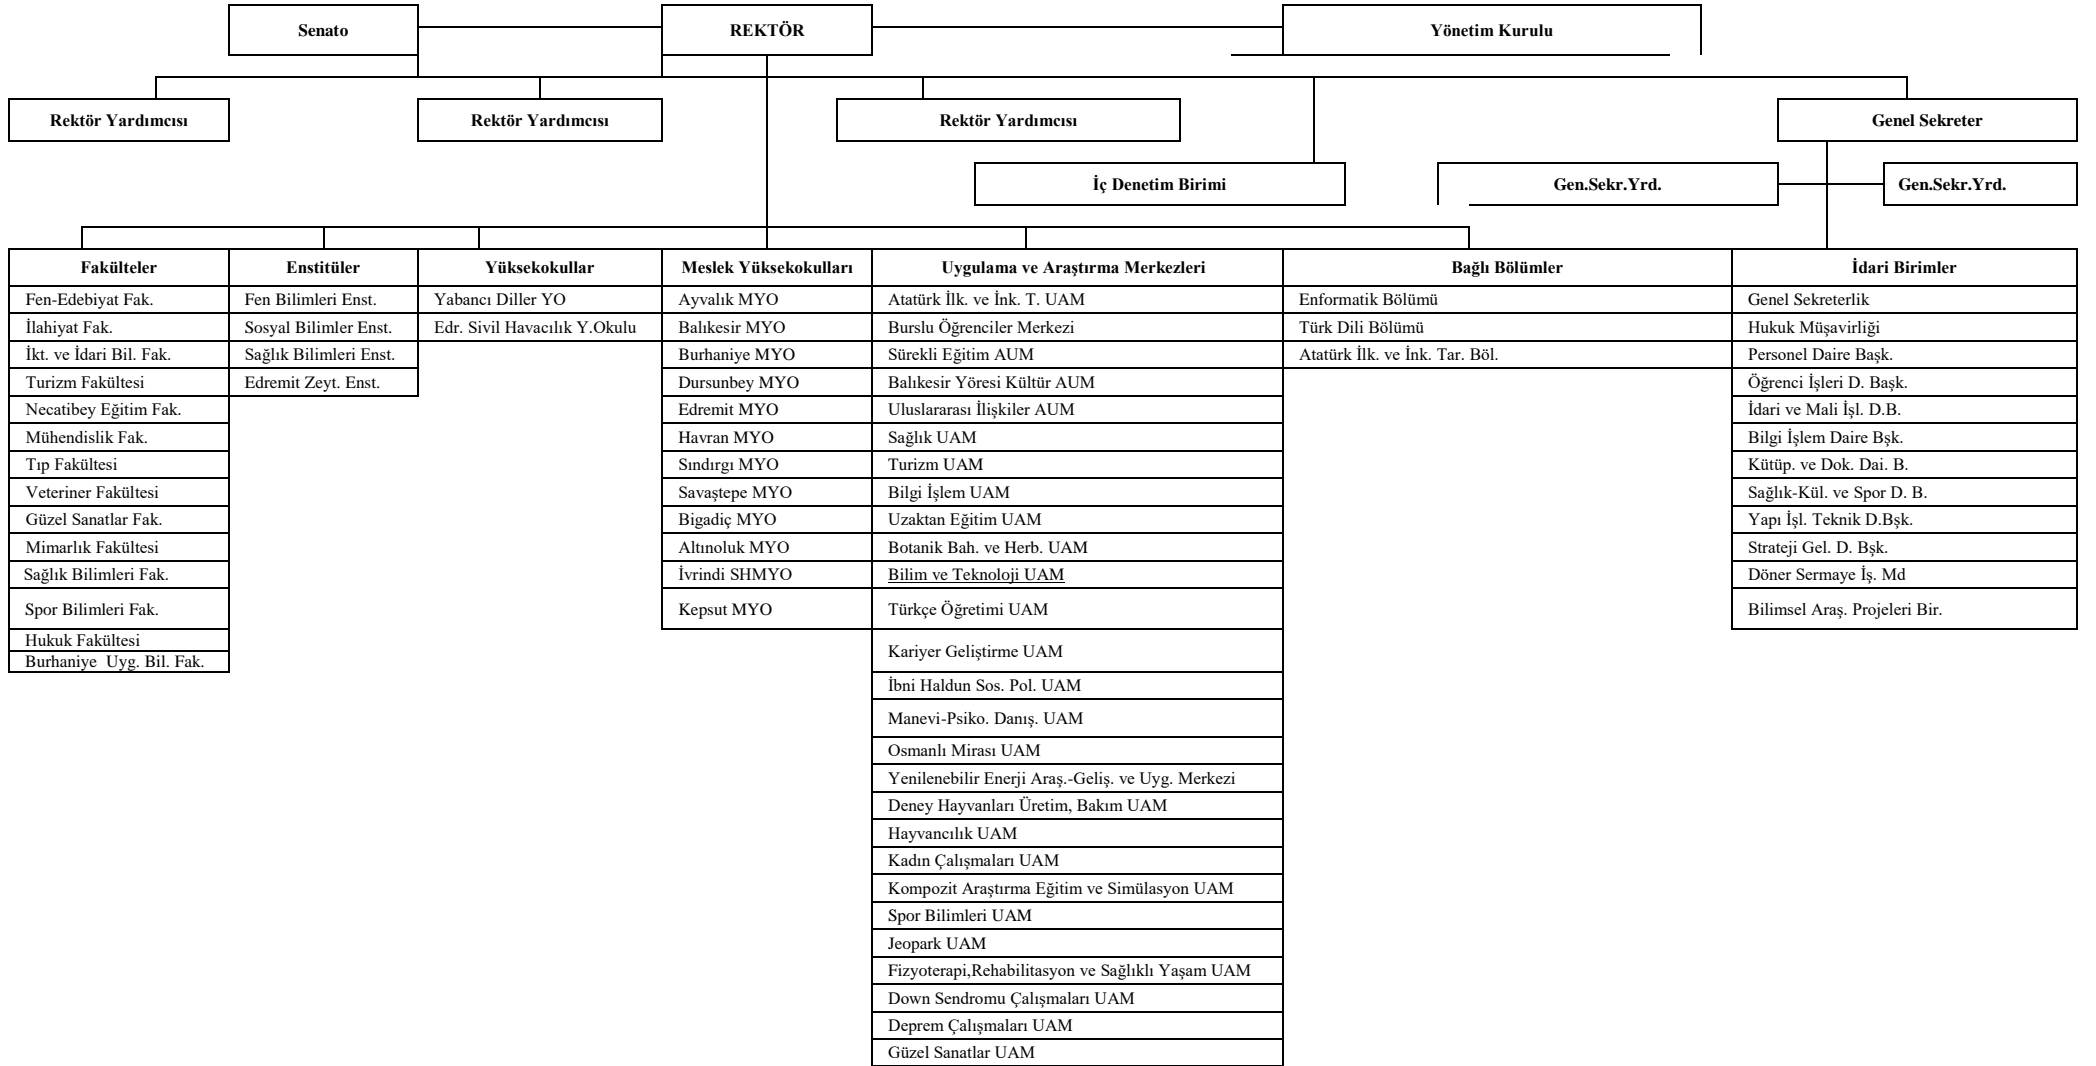 Senato
REKTÖR
Yönetim Kurulu
Rektör Yardımcısı
Rektör Yardımcısı
Rektör Yardımcısı
Genel Sekreter
İç Denetim Birimi
Gen.Sekr.Yrd.
Gen.Sekr.Yrd.
Fakülteler
Fen-Edebiyat Fak.
İlahiyat Fak.
İkt. ve İdari Bil. Fak.
Turizm Fakültesi
Necatibey Eğitim Fak.
Mühendislik Fak.
Tıp Fakültesi
Veteriner Fakültesi
Güzel Sanatlar Fak.
Mimarlık Fakültesi
Sağlık Bilimleri Fak.
Spor Bilimleri Fak.
Hukuk Fakültesi
Burhaniye Uyg. Bil. Fak.
Enstitüler
Fen Bilimleri Enst.
Sosyal Bilimler Enst.
Sağlık Bilimleri Enst.
Edremit Zeyt. Enst.
Yüksekokullar
Yabancı Diller YO
Edr. Sivil Havacılık Y.Okulu
Meslek Yüksekokulları
Ayvalık MYO
Balıkesir MYO
Burhaniye MYO
Dursunbey MYO
Edremit MYO
Havran MYO
Sındırgı MYO
Savaştepe MYO
Bigadiç MYO
Altınoluk MYO
İvrindi SHMYO
Kepsut MYO
Uygulama ve Araştırma Merkezleri
Atatürk İlk. ve İnk. T. UAM
Burslu Öğrenciler Merkezi
Sürekli Eğitim AUM
Balıkesir Yöresi Kültür AUM
Uluslararası İlişkiler AUM
Sağlık UAM
Turizm UAM
Bilgi İşlem UAM
Uzaktan Eğitim UAM
Botanik Bah. ve Herb. UAM
Bilim ve Teknoloji UAM
Türkçe Öğretimi UAM
Kariyer Geliştirme UAM
İbni Haldun Sos. Pol. UAM
Manevi-Psiko. Danış. UAM
Osmanlı Mirası UAM
Yenilenebilir Enerji Araş.-Geliş. ve Uyg. Merkezi
Deney Hayvanları Üretim, Bakım UAM
Hayvancılık UAM
Kadın Çalışmaları UAM
Kompozit Araştırma Eğitim ve Simülasyon UAM
Spor Bilimleri UAM
Jeopark UAM
Fizyoterapi,Rehabilitasyon ve Sağlıklı Yaşam UAM
Down Sendromu Çalışmaları UAM
Deprem Çalışmaları UAM
Güzel Sanatlar UAM
Bağlı Bölümler
Enformatik Bölümü
Türk Dili Bölümü
Atatürk İlk. ve İnk. Tar. Böl.
İdari Birimler
Genel Sekreterlik
Hukuk Müşavirliği
Personel Daire Başk.
Öğrenci İşleri D. Başk.
İdari ve Mali İşl. D.B.
Bilgi İşlem Daire Bşk.
Kütüp. ve Dok. Dai. B.
Sağlık-Kül. ve Spor D. B.
Yapı İşl. Teknik D.Bşk.
Strateji Gel. D. Bşk.
Döner Sermaye İş. Md
Bilimsel Araş. Projeleri Bir.